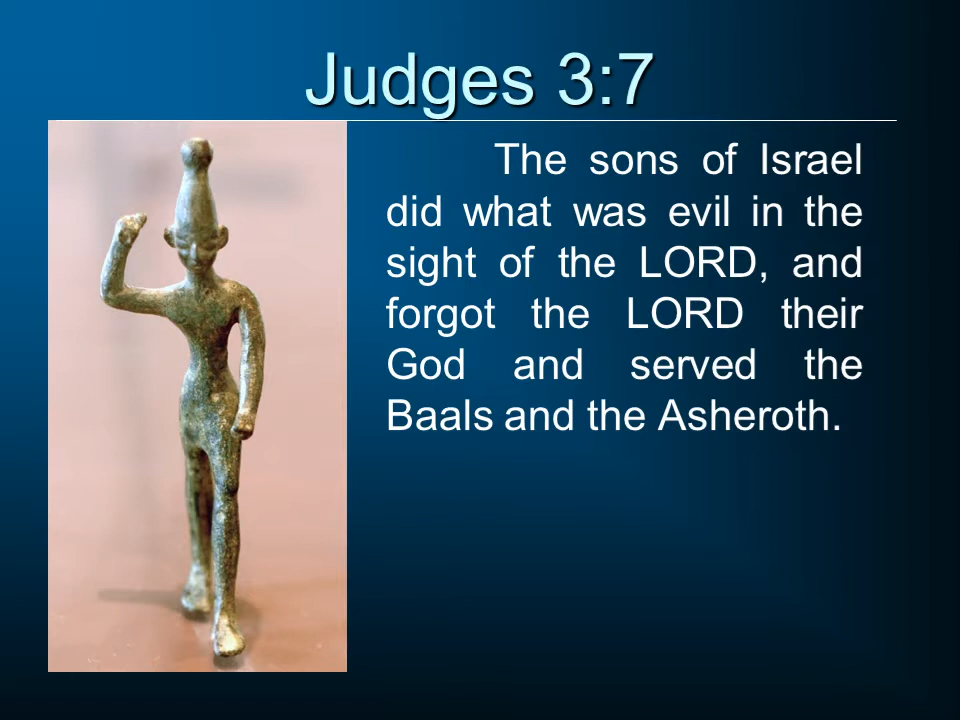 Judges 3:7
The sons of Israel
did what was evil in the
sight of the LORD, and
forgot the LORD their
God and served the
Baals and the Asheroth.